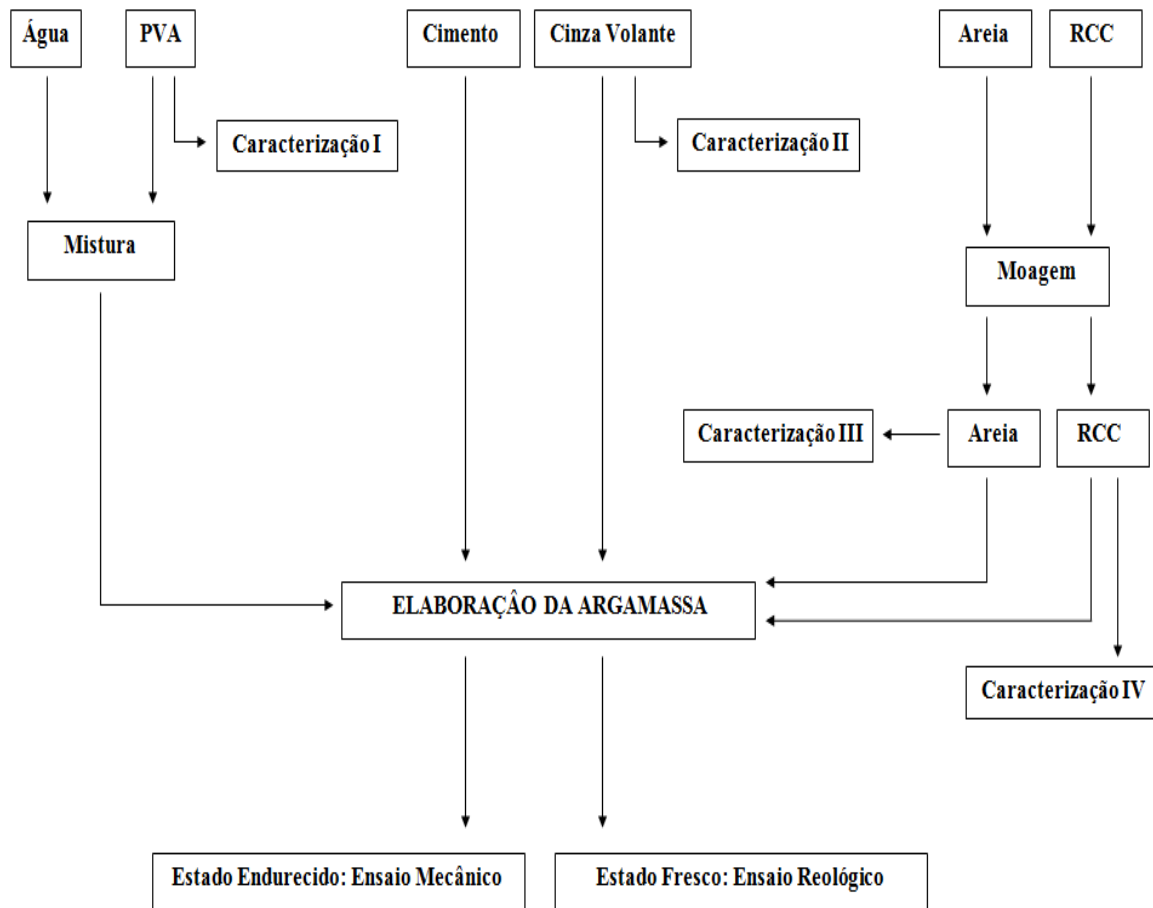 Água
PVA
Cimento
Cinza Volante
Areia
RCC
Caracterização I
Caracterização II
Mistura
Moagem
Caracterização III
Areia
RCC
ELABORAÇÂO DA ARGAMASSA
Caracterização IV
Estado Endurecido: Ensaio Mecânico
Estado Fresco: Ensaio Reológico